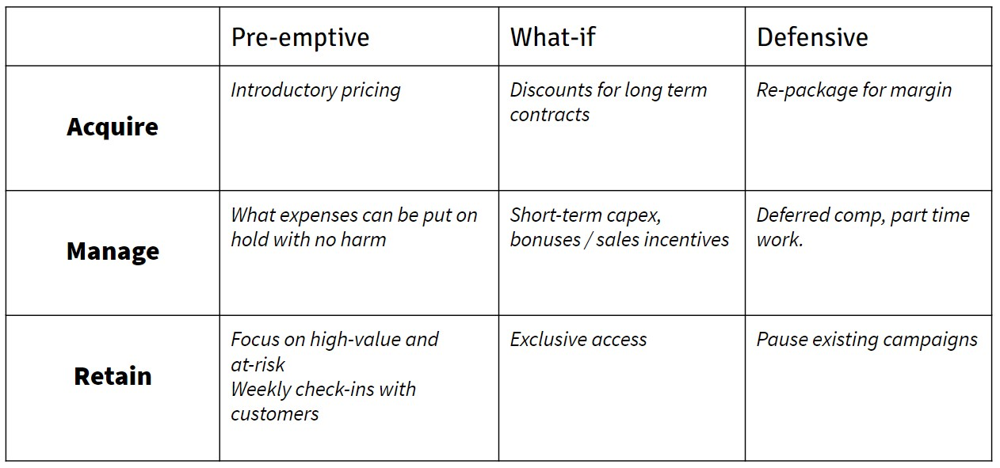 Pre-emptive
What-if
Defensive
Acquire
Introductory pricing
Discounts for long term
contracts
Re-package for margin
Manage
What expenses can be put on
hold with no harm
Short-term capex,
bonuses / sales incentives
Deferred comp, part time
work.
Retain
Focus on high-value and
at-risk
Weekly check-ins with
customers
Exclusive access
Pause existing campaigns